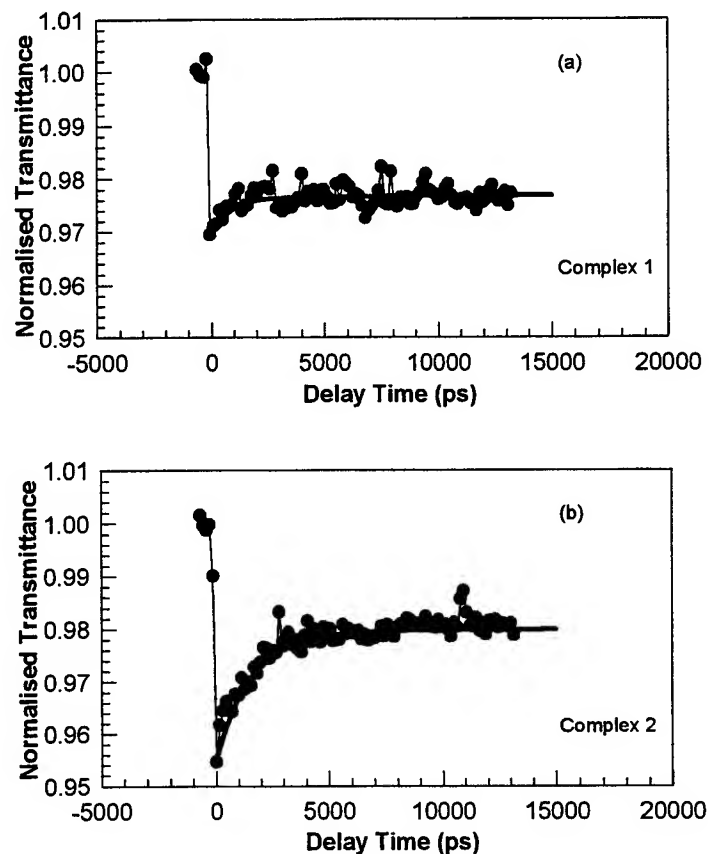 1.01
1.00
0.99
0.98
0.97
0.96
0.95
Normalised Transmittance
(a)
Complex 1
-5000 0 5000 10000 15000 20000
Delay Time (ps)
1.01
1.00
0.99
0.98
0.97
0.96
0.95
Normalised Transmittance
(b)
Complex 2
-5000 0 5000 10000 15000 20000
Delay Time (ps)